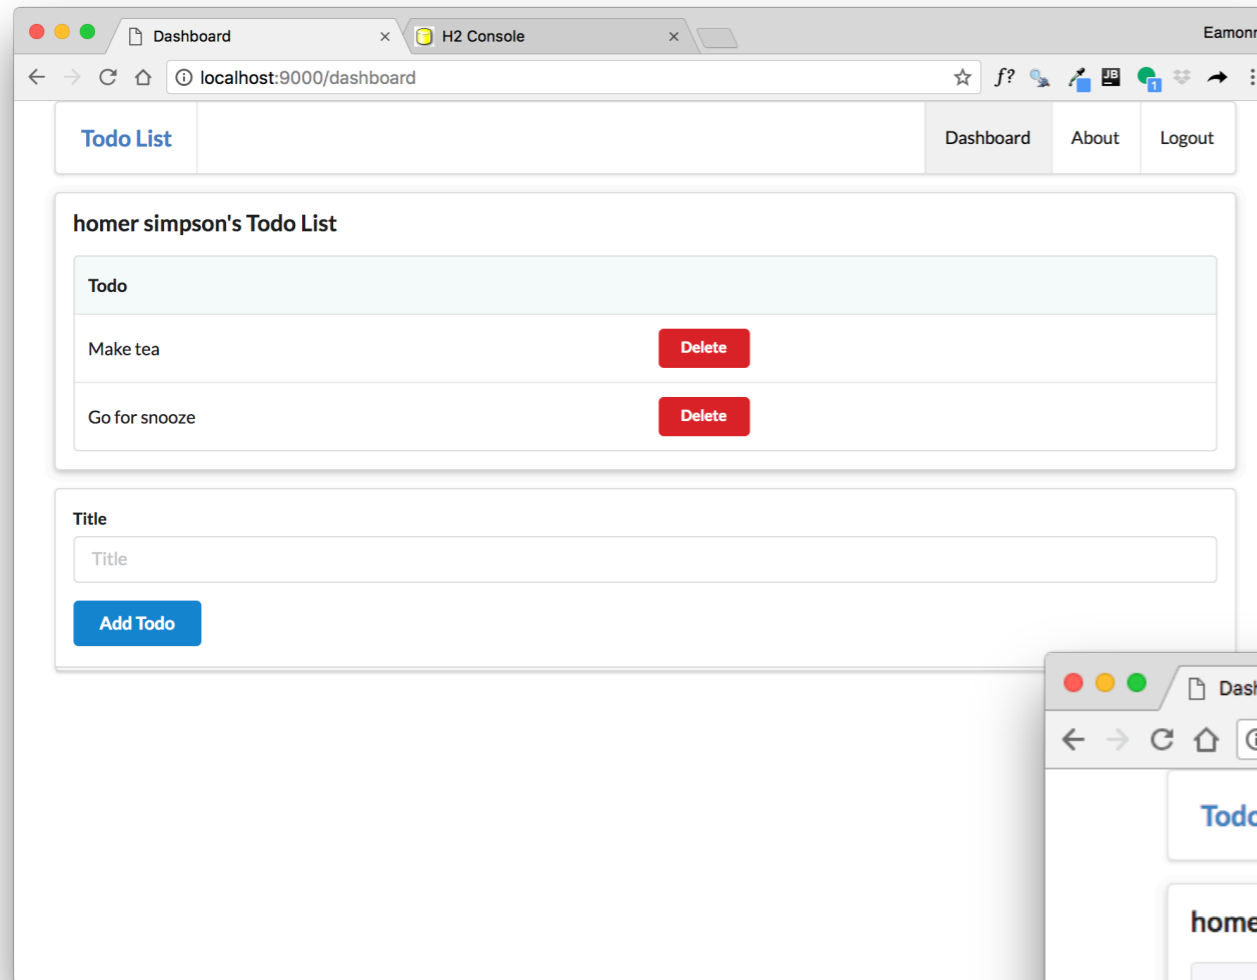 Dashboard × H2 Console × Eamonn
localhost:9000/dashboard f? JB 1
Todo List Dashboard About Logout
homer simpson's Todo List
Todo
Make tea Delete
Go for snooze Delete
Title
Title
Add Todo
Dash
Todo
home